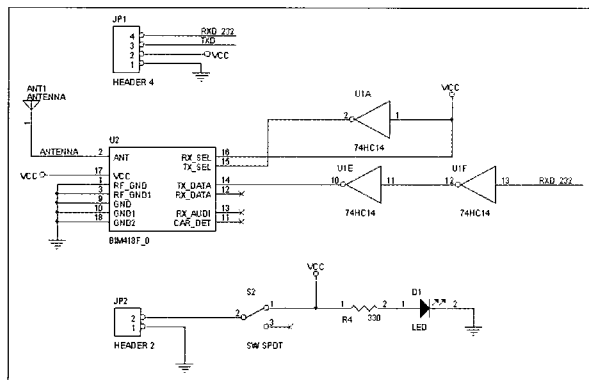 JP1
4 RXD_232
3 TXD
2 VCC
1
HEADER 4
ANT1
ANTENNA
1
ANTENNA
VCC
U2
2 ANT
17 VCC
1 RF_GND
3 RF_GND1
9 GND
10 GND1
18 GND2
RX_SEL 16
TX_SEL 15
TX_DATA 14
RX_DATA 12
RX_AUDI 13
CAR_DET 11
BIM418F_0
VCC
U1A
2 1
74HC14
U1E
10 11
74HC14
U1F
12 13
74HC14
RXD_232
JP2
2
1
HEADER 2
S2
2 1
3
SW SPDT
VCC
1 2
R4 330
D1
1 2
LED